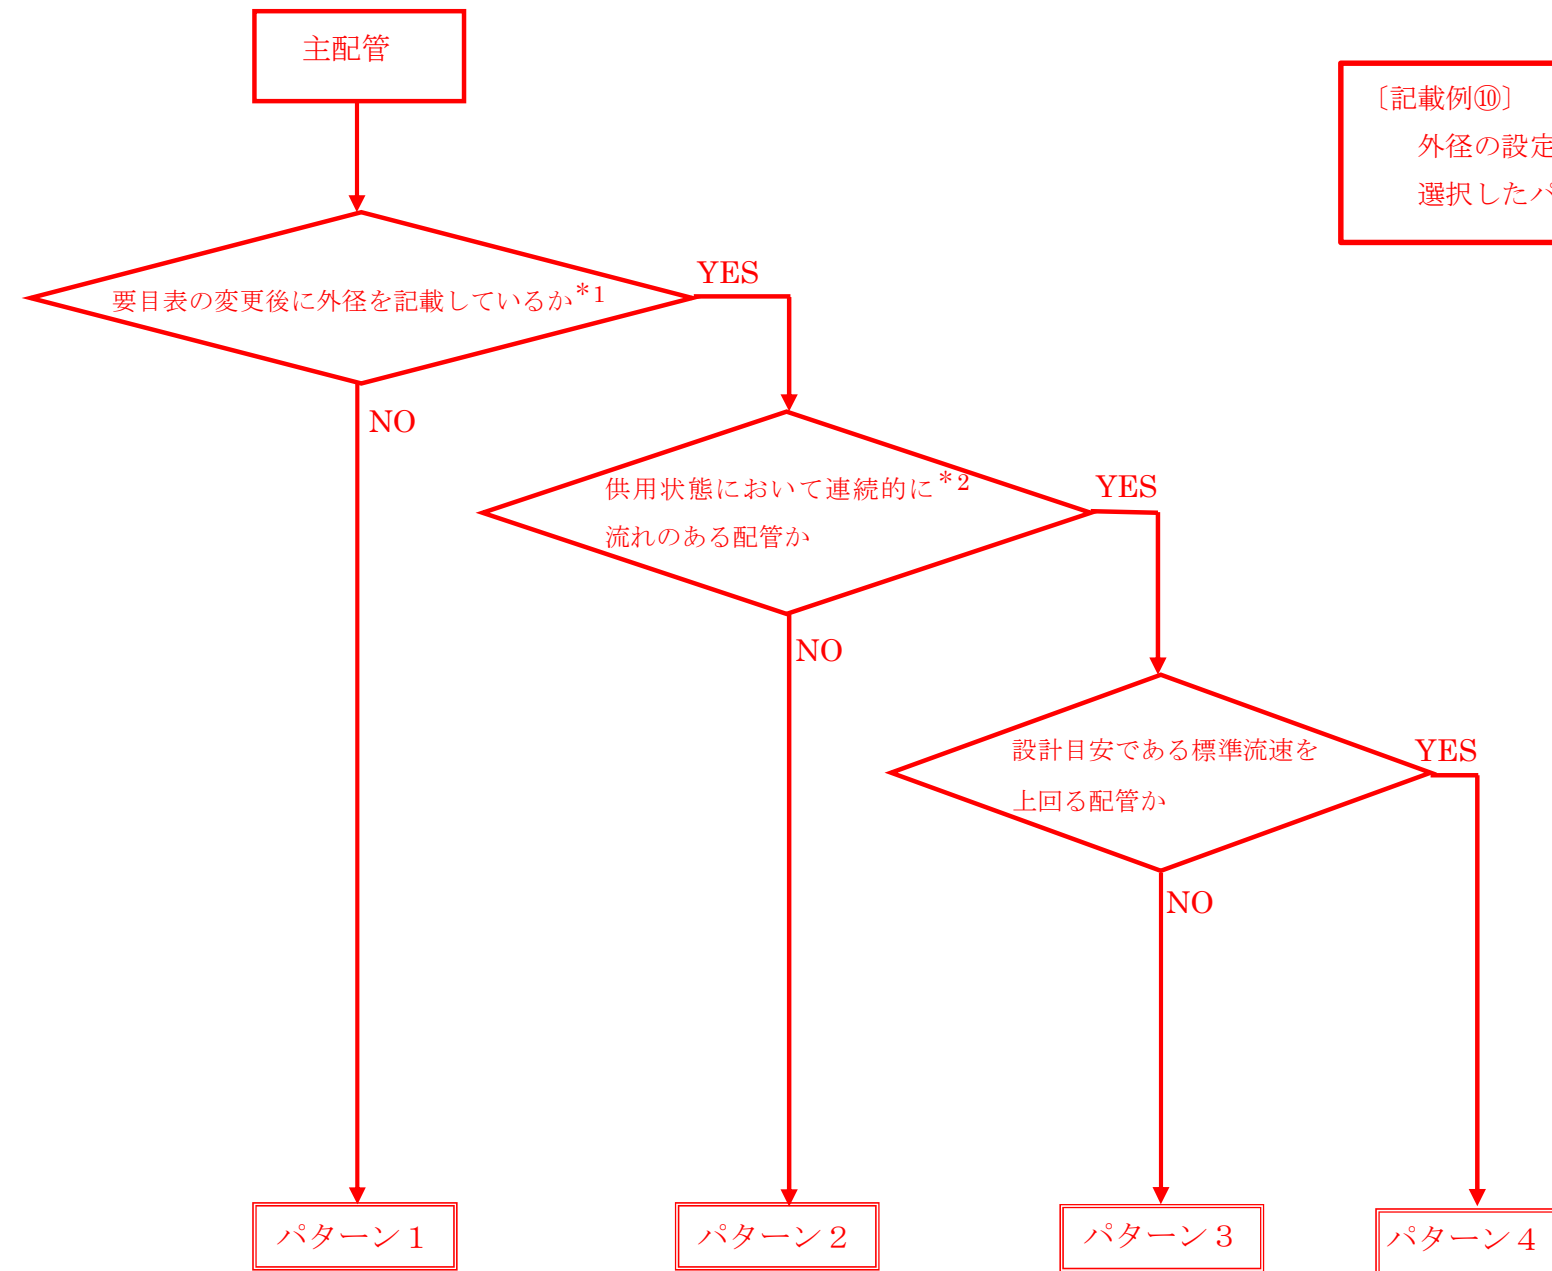 主配管
〔記載例⑩〕
外径の設定
選択したパ
要目表の変更後に外径を記載しているか*1
YES
NO
供用状態において連続的に*2
流れのある配管か
YES
NO
設計目安である標準流速を
上回る配管か
YES
NO
パターン１
パターン２
パターン３
パターン４